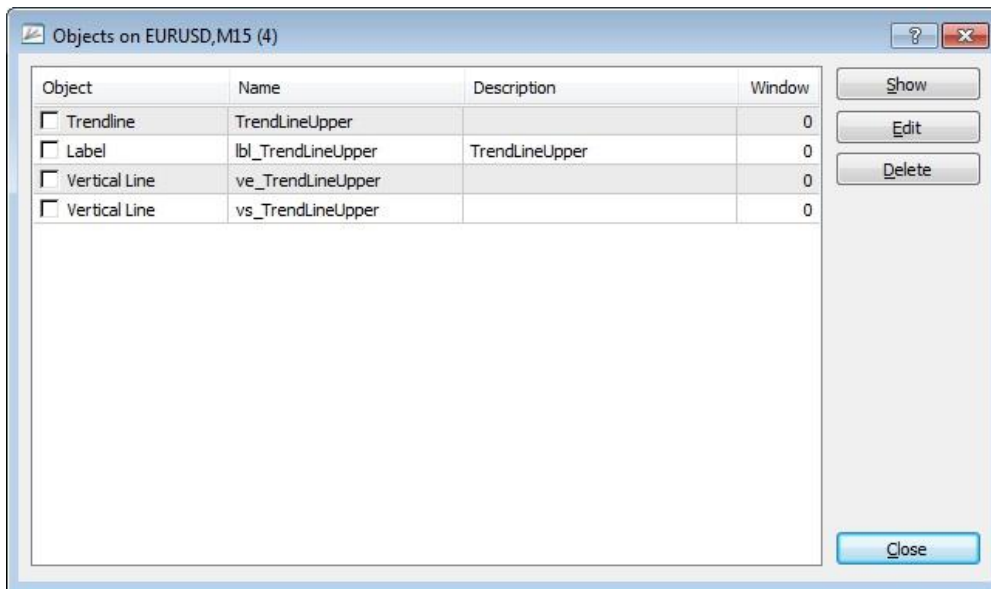 Objects on EURUSD,M15 (4)
?
Object Name Description Window
Trendline TrendLineUpper 0
Label lbl_TrendLineUpper TrendLineUpper 0
Vertical Line ve_TrendLineUpper 0
Vertical Line vs_TrendLineUpper 0
Show
Edit
Delete
Close